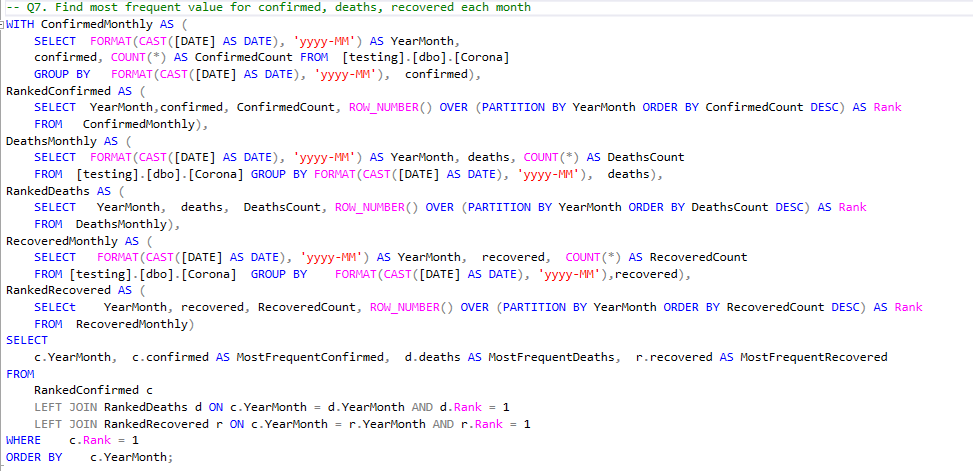 -- Q7. Find most frequent value for confirmed, deaths, recovered each month
WITH ConfirmedMonthly AS (
    SELECT  FORMAT(CAST([DATE] AS DATE), 'yyyy-MM') AS YearMonth,
    confirmed, COUNT(*) AS ConfirmedCount FROM  [testing].[dbo].[Corona]
    GROUP BY   FORMAT(CAST([DATE] AS DATE), 'yyyy-MM'),  confirmed),
RankedConfirmed AS (
    SELECT  YearMonth,confirmed, ConfirmedCount, ROW_NUMBER() OVER (PARTITION BY YearMonth ORDER BY ConfirmedCount DESC) AS Rank
    FROM   ConfirmedMonthly),
DeathsMonthly AS (
    SELECT  FORMAT(CAST([DATE] AS DATE), 'yyyy-MM') AS YearMonth, deaths, COUNT(*) AS DeathsCount
    FROM  [testing].[dbo].[Corona] GROUP BY FORMAT(CAST([DATE] AS DATE), 'yyyy-MM'),  deaths),
RankedDeaths AS (
    SELECT   YearMonth,  deaths,  DeathsCount, ROW_NUMBER() OVER (PARTITION BY YearMonth ORDER BY DeathsCount DESC) AS Rank
    FROM  DeathsMonthly),
RecoveredMonthly AS (
    SELECT   FORMAT(CAST([DATE] AS DATE), 'yyyy-MM') AS YearMonth,  recovered,  COUNT(*) AS RecoveredCount
    FROM [testing].[dbo].[Corona]  GROUP BY    FORMAT(CAST([DATE] AS DATE), 'yyyy-MM'),recovered),
RankedRecovered AS (
    SELECT    YearMonth, recovered, RecoveredCount, ROW_NUMBER() OVER (PARTITION BY YearMonth ORDER BY RecoveredCount DESC) AS Rank
    FROM  RecoveredMonthly)
SELECT
    c.YearMonth,  c.confirmed AS MostFrequentConfirmed,  d.deaths AS MostFrequentDeaths,  r.recovered AS MostFrequentRecovered
FROM
    RankedConfirmed c
    LEFT JOIN RankedDeaths d ON c.YearMonth = d.YearMonth AND d.Rank = 1
    LEFT JOIN RankedRecovered r ON c.YearMonth = r.YearMonth AND r.Rank = 1
WHERE    c.Rank = 1
ORDER BY    c.YearMonth;